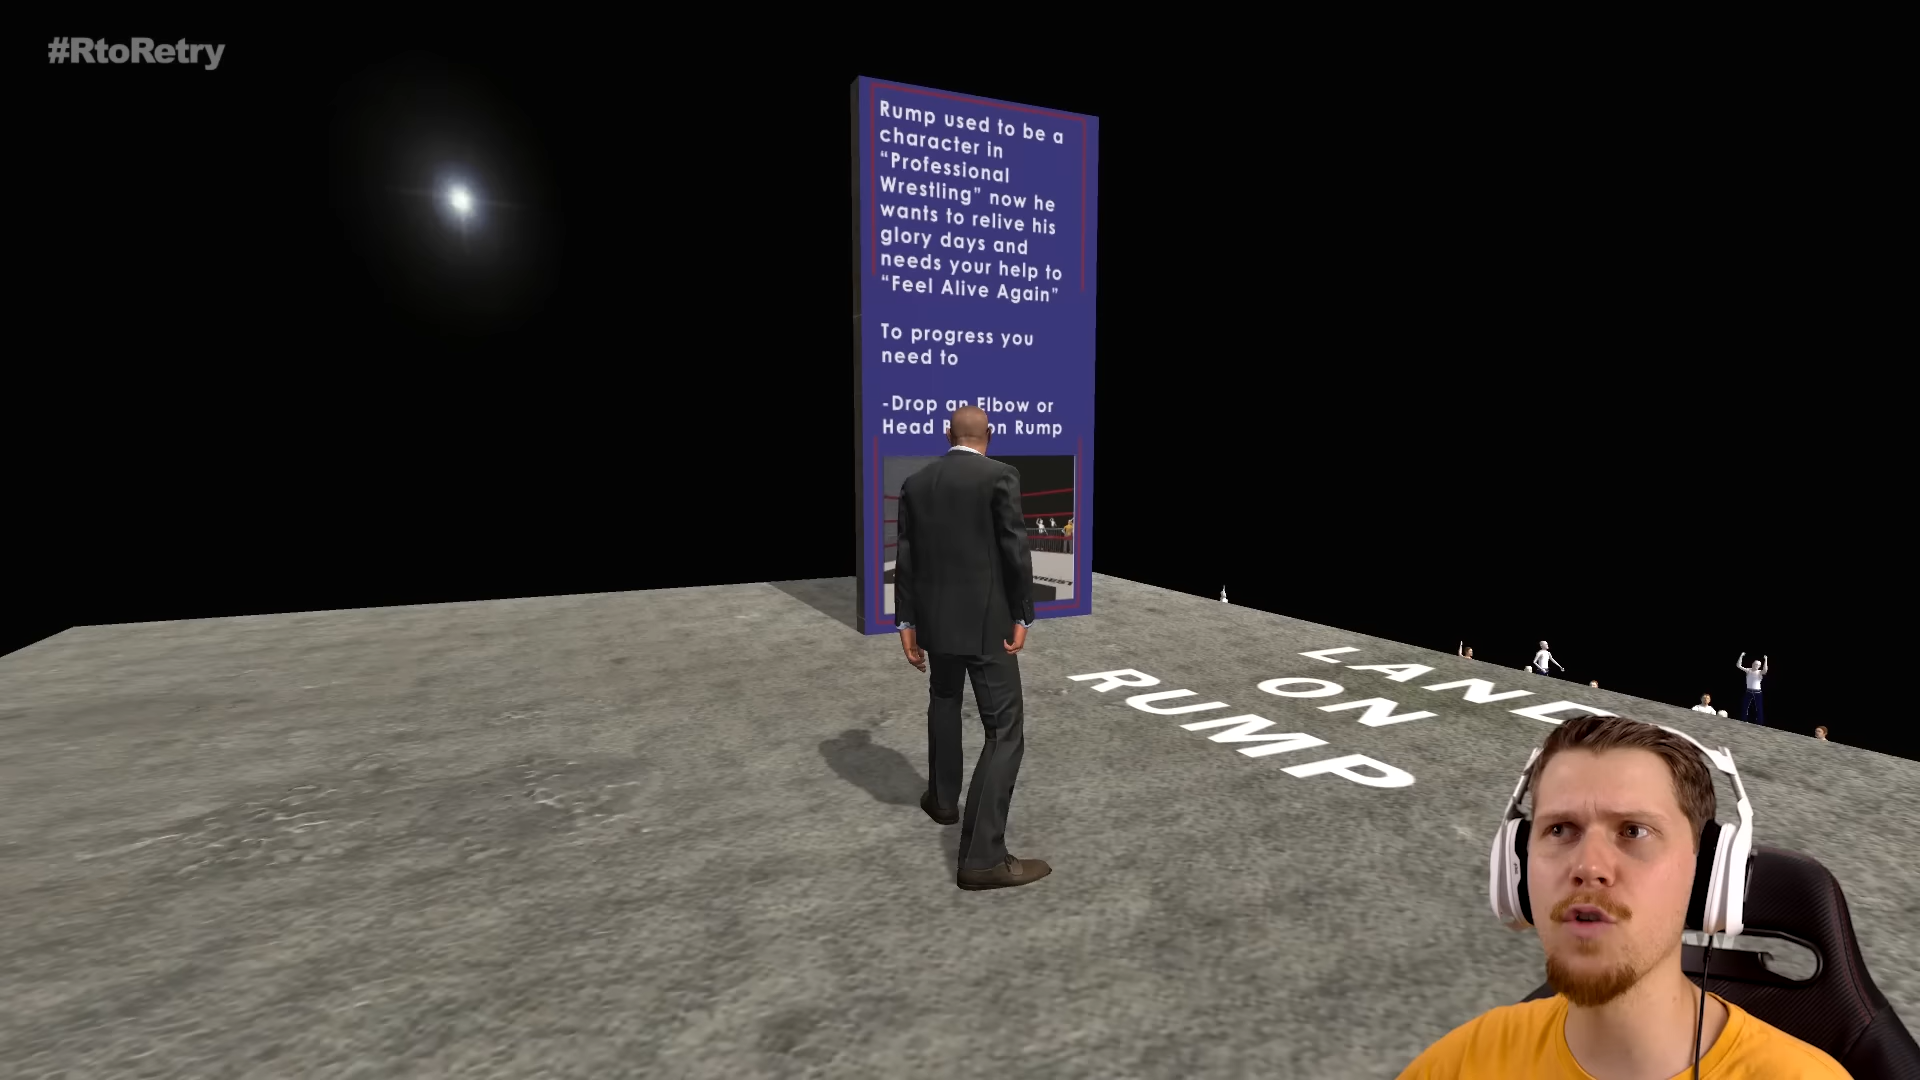 #RtoRetry
Rump used to be a
character in
“Professional
Wrestling” now he
wants to relive his
glory days and
needs your help to
“Feel Alive Again”
To progress you
need to
-Drop an Elbow or
Head on Rump
LAND
ON
RUMP